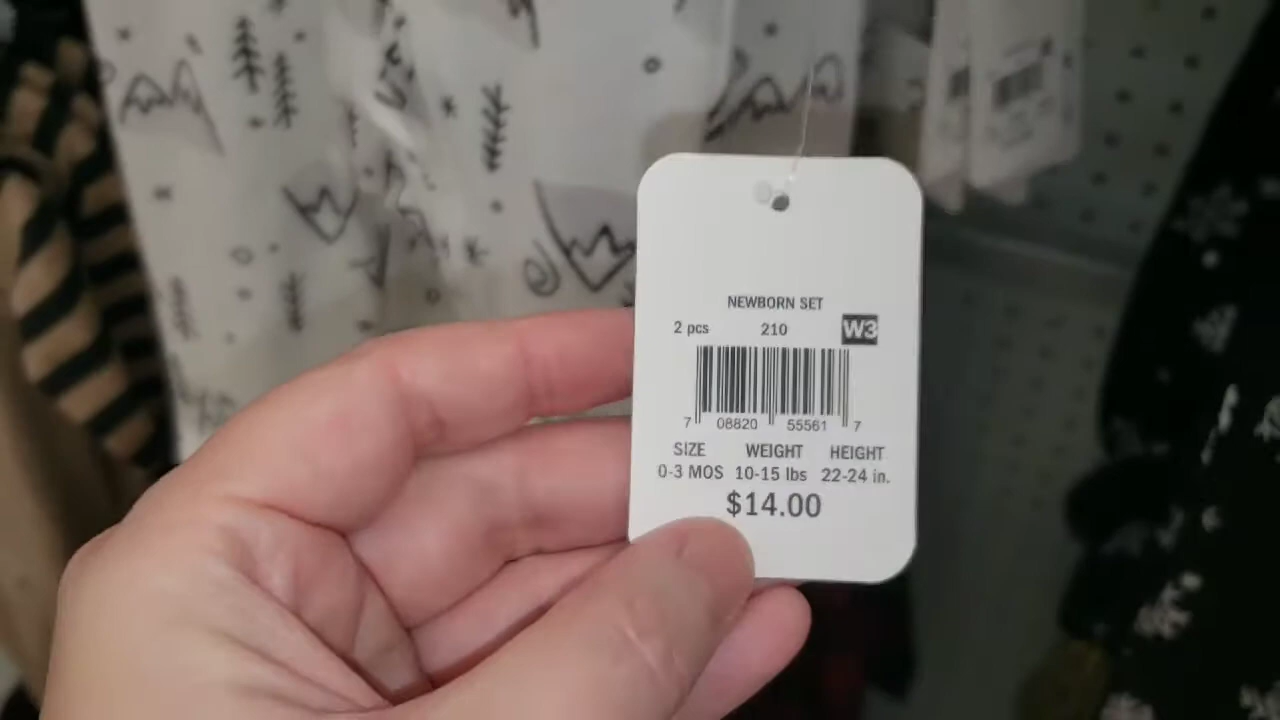 NEWBORN SET
2 pcs 210 W3
7 08820 55561 7
SIZE WEIGHT HEIGHT
0-3 MOS 10-15 lbs 22-24 in.
$14.00